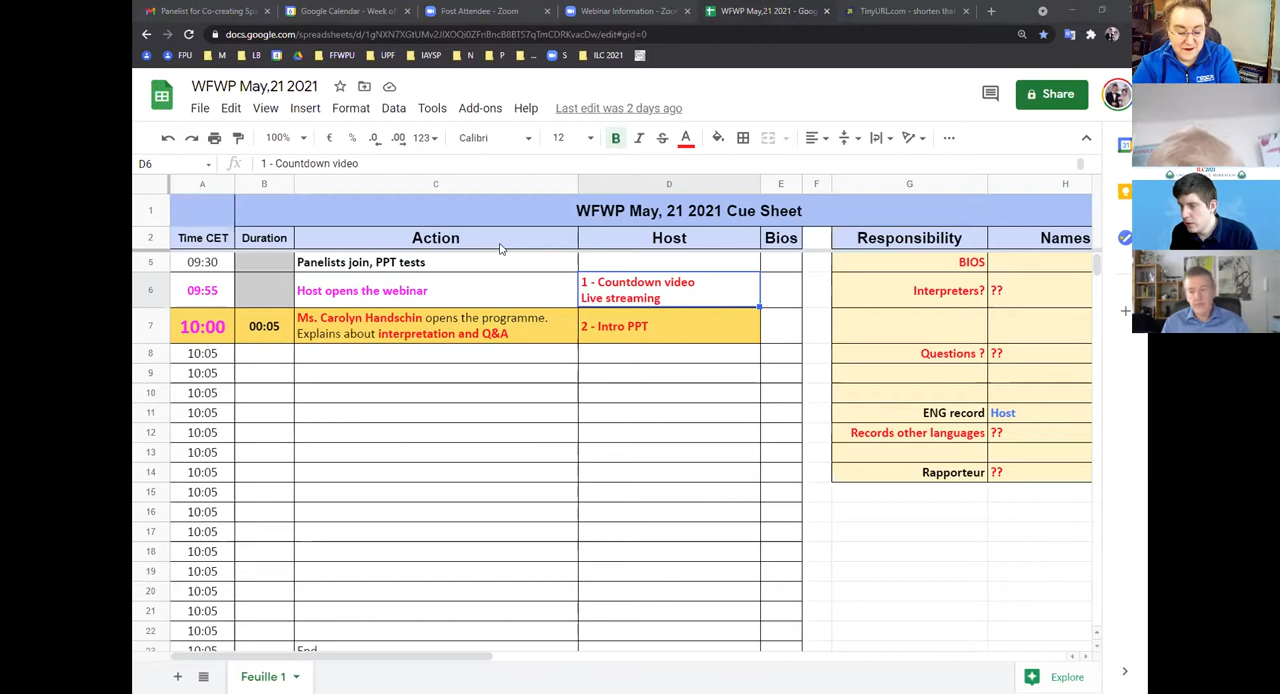 Panelist for Co-creating Sp
Google Calendar - Week o
Post Attendee - Zoom
Webinar Information - Zoo
WFWP May,21 2021 - Goog
TinyURL.com - shorten tha
docs.google.com/spreadsheets/d/1gNXN7XGtUMv2JlXOQi0ZFnBncB8BTS7qTmCDRKvacDw/edit#gid=0
FPU
M
LB
FFWPU
UPF
IAYSP
N
P
...
S
ILC 2021
WFWP May,21 2021
File Edit View Insert Format Data Tools Add-ons Help Last edit was 2 days ago
Share
100% € % .0 .00 123 Calibri 12 B I S A
D6 fx 1 - Countdown video
A B C D E F G H
1 WFWP May, 21 2021 Cue Sheet
2 Time CET Duration Action Host Bios Responsibility Names
5 09:30 Panelists join, PPT tests BIOS
6 09:55 Host opens the webinar 1 - Countdown video
Live streaming
Interpreters? ??
7 10:00 00:05 Ms. Carolyn Handschin opens the programme.
Explains about interpretation and Q&A
2 - Intro PPT
8 10:05 Questions ? ??
9 10:05
10 10:05
11 10:05 ENG record Host
12 10:05 Records other languages ??
13 10:05
14 10:05 Rapporteur ??
15 10:05
16 10:05
17 10:05
18 10:05
19 10:05
20 10:05
21 10:05
22 10:05
23 10:05 End
Feuille 1
Explore
ILC2021
31